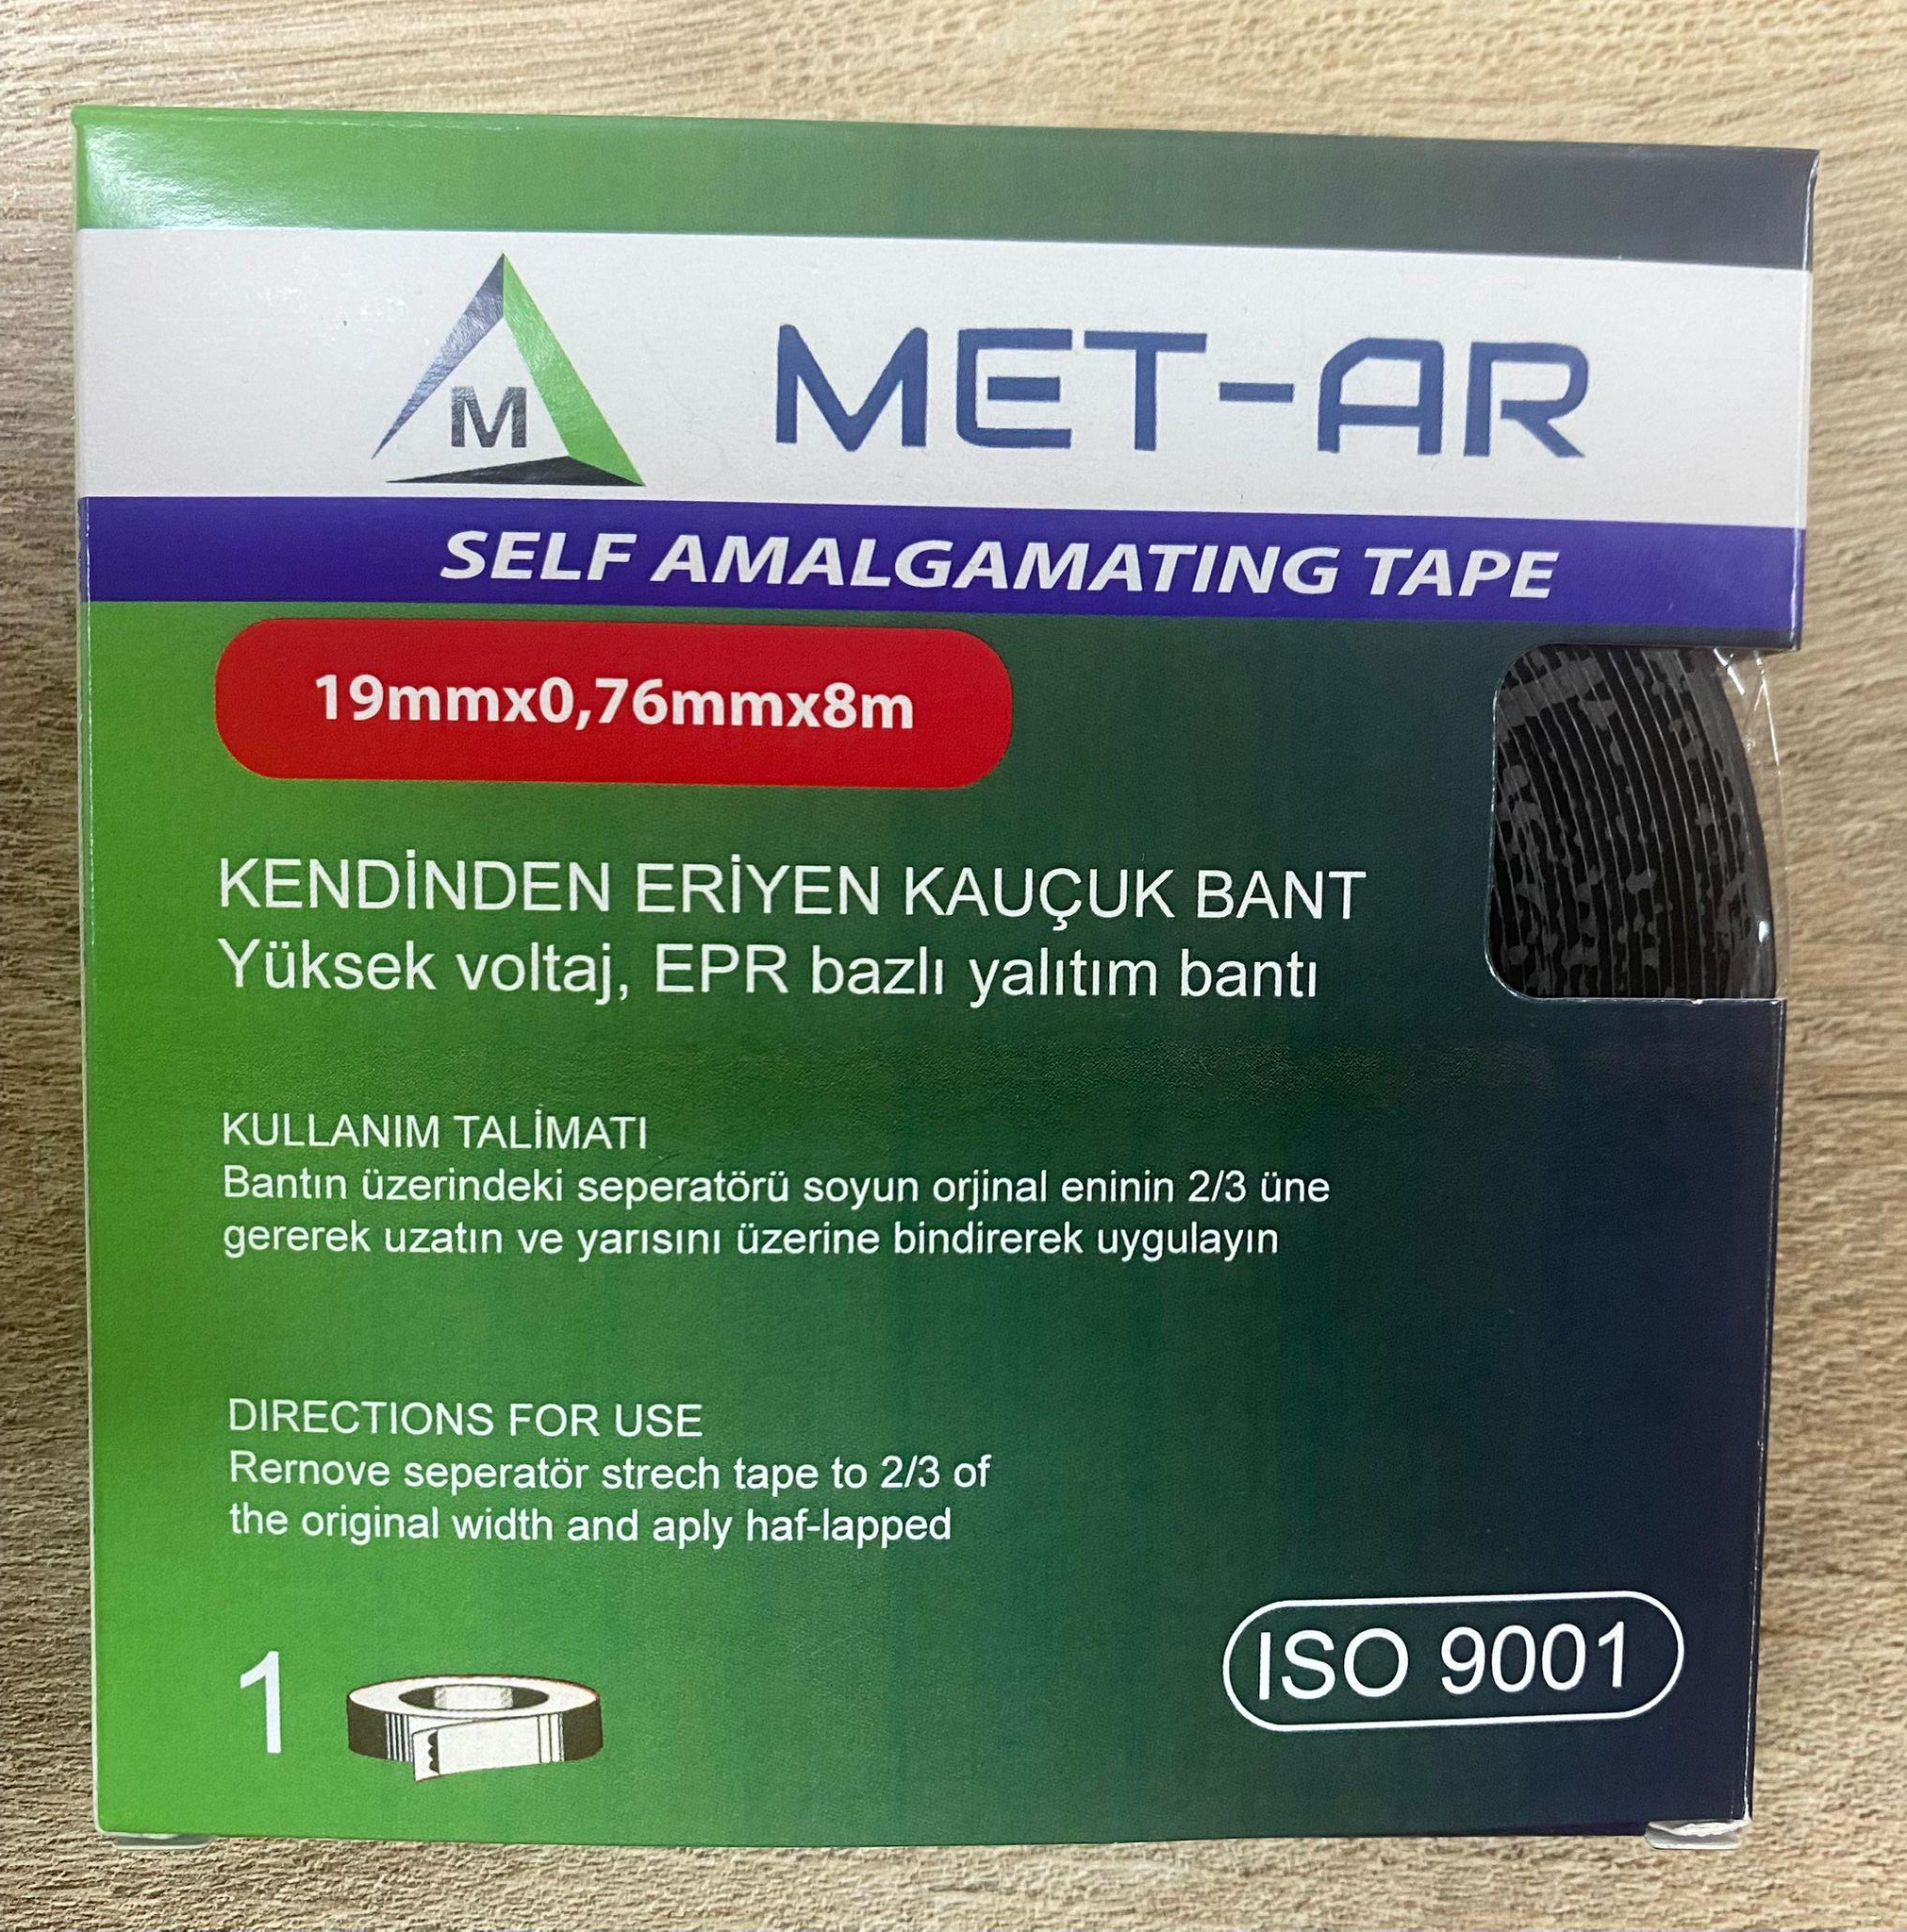 M
MET-AR
SELF AMALGAMATING TAPE
19mmx0,76mmx8m
KENDİNDEN ERİYEN KAUÇUK BANT
Yüksek voltaj, EPR bazlı yalıtım bantı
KULLANIM TALİMATI
Bantın üzerindeki seperatörü soyun orjinal eninin 2/3 üne
gererek uzatın ve yarısını üzerine bindirerek uygulayın
DIRECTIONS FOR USE
Rernove seperatör strech tape to 2/3 of
the original width and aply haf-lapped
1
ISO 9001